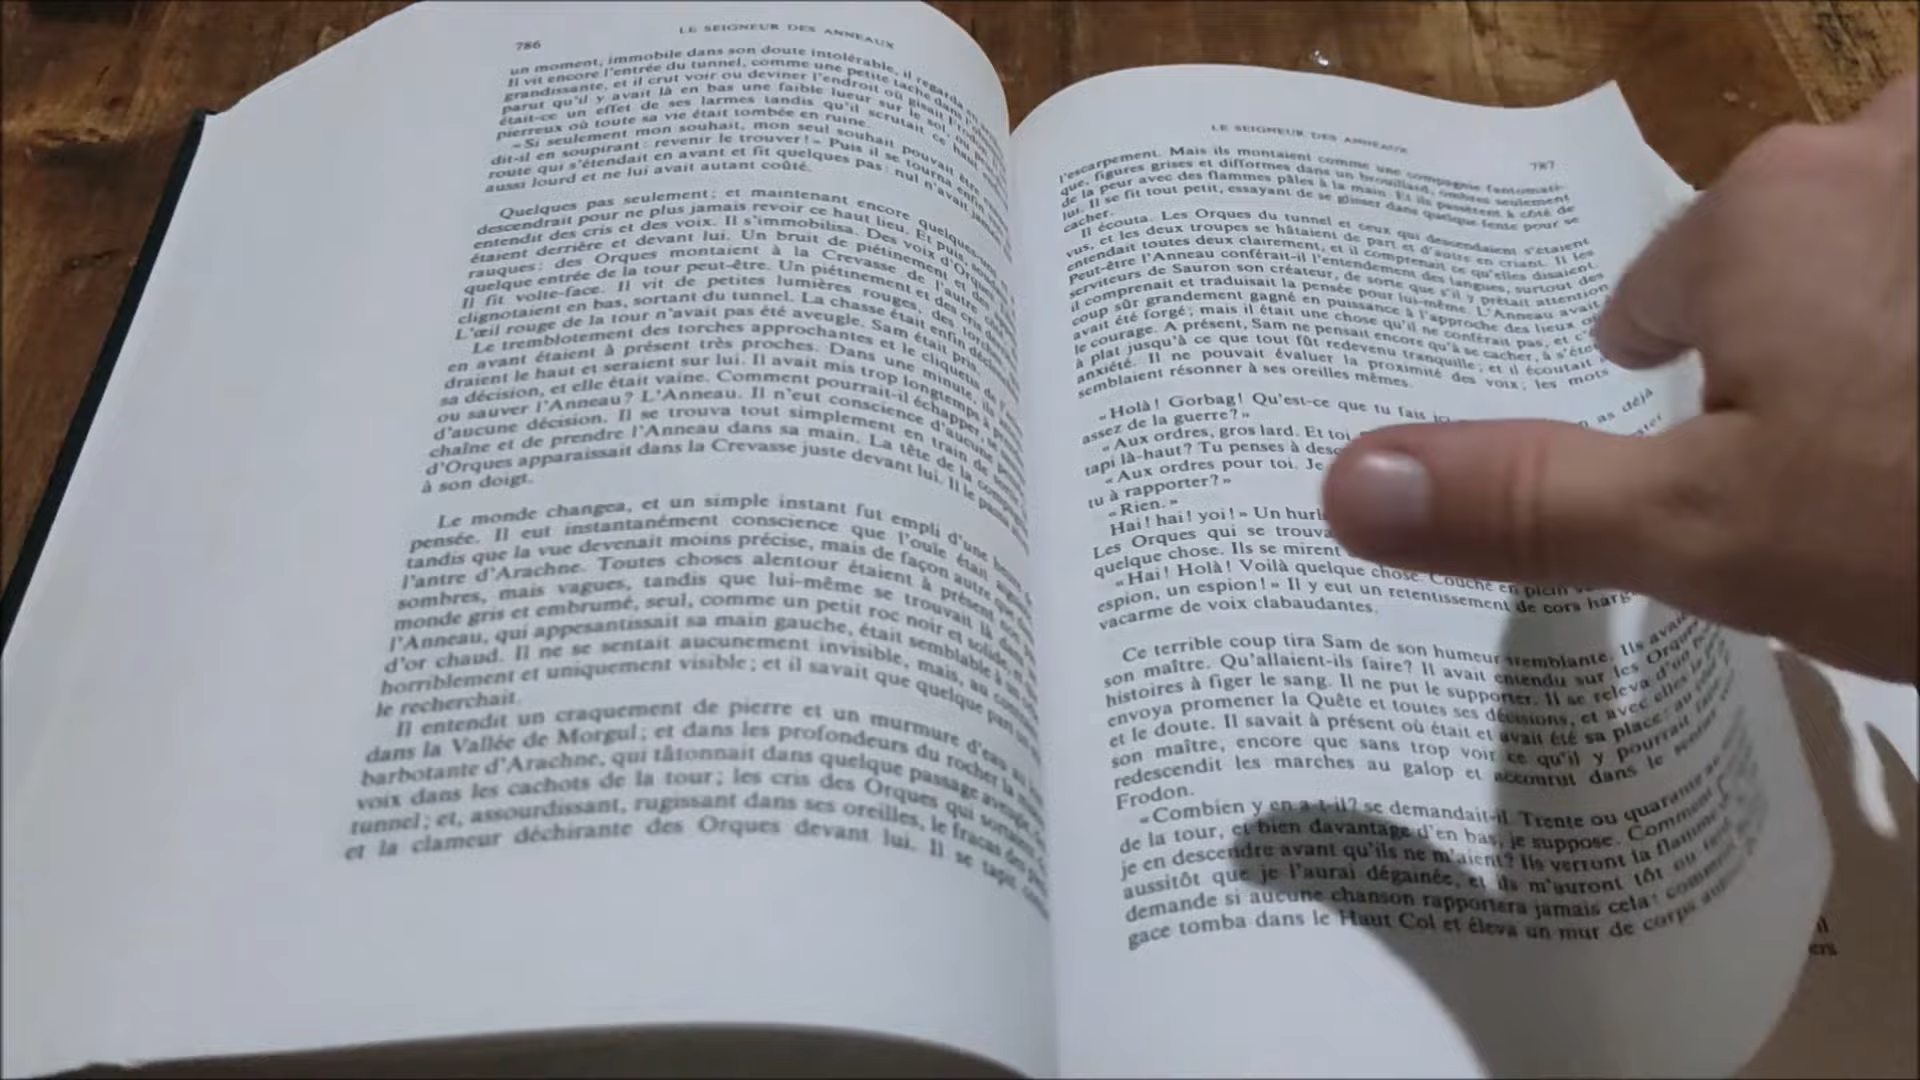 786
LE SEIGNEUR DES ANNEAUX
un moment, immobile dans son doute intolérable, il regarda en
Il vit encore l'entrée du tunnel, comme une petite tache dans
grandissante, et il crut voir ou deviner l'endroit où gisait
parut qu'il y avait là en bas une faible lueur sur le sol, ou
était-ce un effet de ses larmes tandis qu'il scrutait ce haut
pierreux où toute sa vie était tombée en ruine.
«Si seulement mon souhait, mon seul souhait pouvait être
dit-il en soupirant: revenir le trouver!» Puis il se tourna enfin
route qui s'étendait en avant et fit quelques pas: nul n'avait
aussi lourd et ne lui avait autant coûté.
Quelques pas seulement; et maintenant encore quelques-uns
descendrait pour ne plus jamais revoir ce haut lieu. Et puis,
entendit des cris et des voix. Il s'immobilisa. Des voix
étaient derrière et devant lui. Un bruit de piétinement et des
rauques: des Orques montaient à la Crevasse de l'autre
quelque entrée de la tour peut-être. Un piétinement et des cris
Il fit volte-face. Il vit de petites lumières rouges, des
clignotaient en bas, sortant du tunnel. La chasse était enfin
L'œil rouge de la tour n'avait pas été aveugle. Sam était pris.
Le tremblotement des torches approchantes et le cliquetis de
en avant étaient à présent très proches. Dans une minute, ils
draient le haut et seraient sur lui. Il avait mis trop longtemps à
sa décision, et elle était vaine. Comment pourrait-il échapper, se
ou sauver l'Anneau? L'Anneau. Il n'eut conscience d'aucune
d'aucune décision. Il se trouva tout simplement en train de
chaîne et de prendre l'Anneau dans sa main. La tête de la
d'Orques apparaissait dans la Crevasse juste devant lui. Il le passa
à son doigt.
Le monde changea, et un simple instant fut empli d'une heure
pensée. Il eut instantanément conscience que l'ouïe était
tandis que la vue devenait moins précise, mais de façon autre que
l'antre d'Arachne. Toutes choses alentour étaient à présent
sombres, mais vagues, tandis que lui-même se trouvait là dans
monde gris et embrumé, seul, comme un petit roc noir et solide, et
l'Anneau, qui appesantissait sa main gauche, était semblable à un
d'or chaud. Il ne se sentait aucunement invisible, mais, au
horriblement et uniquement visible; et il savait que quelque part un
le recherchait.
Il entendit un craquement de pierre et un murmure d'eau au
dans la Vallée de Morgul; et dans les profondeurs du rocher la
barbotante d'Arachne, qui tâtonnait dans quelque passage
voix dans les cachots de la tour; les cris des Orques qui
tunnel; et, assourdissant, rugissant dans ses oreilles, le fracas des
et la clameur déchirante des Orques devant lui. Il se tapit
LE SEIGNEUR DES ANNEAUX
787
l'escarpement. Mais ils montaient comme une compagnie fantomati-
que, figures grises et difformes dans un brouillard, ombres seulement
de la peur avec des flammes pâles à la main. Et ils passèrent à côté de
lui. Il se fit tout petit, essayant de se glisser dans quelque fente pour se
cacher.
Il écouta. Les Orques du tunnel et ceux qui descendaient s'étaient
vus, et les deux troupes se hâtaient de part et d'autre en criant. Il les
entendait toutes deux clairement, et il comprenait ce qu'elles disaient.
Peut-être l'Anneau conférait-il l'entendement des langues, surtout des
serviteurs de Sauron son créateur, de sorte que s'il y prêtait attention
il comprenait et traduisait la pensée pour lui-même. L'Anneau avait
coup sûr grandement gagné en puissance à l'approche des lieux où
avait été forgé; mais il était une chose qu'il ne conférait pas, et
le courage. A présent, Sam ne pensait encore qu'à se cacher, à
à plat jusqu'à ce que tout fût redevenu tranquille; et il écoutait
anxiété. Il ne pouvait évaluer la proximité des voix; les mots
semblaient résonner à ses oreilles mêmes.
«Holà! Gorbag! Qu'est-ce que tu fais as déjà
assez de la guerre?»
«Aux ordres, gros lard. Et toi
tapi là-haut? Tu penses à
«Aux ordres pour toi. Je
tu à rapporter?»
«Rien.»
Hai! hai! yoi!» Un
Les Orques qui se
quelque chose. Ils se mirent
«Hai! Holà! Voilà quelque chose. Couché en plein
espion, un espion!» Il y eut un retentissement de cors
vacarme de voix clabaudantes.
Ce terrible coup tira Sam de son humeur tremblante. Ils
son maître. Qu'allaient-ils faire? Il avait entendu sur les Orques
histoires à figer le sang. Il ne put le supporter. Il se releva d'un
envoya promener la Quête et toutes ses décisions, et avec elles
et le doute. Il savait à présent où était et avait été sa place: au
son maître, encore que sans trop voir ce qu'il y pourrait
redescendit les marches au galop et accourut dans le sentier
Frodon.
«Combien y en a-t-il? se demandait-il. Trente ou quarante
de la tour, et bien davantage d'en bas, je suppose. Comment
je en descendre avant qu'ils ne m'aient? Ils verront la flamme
aussitôt que je l'aurai dégainée, et ils m'auront tôt ou tard.
demande si aucune chanson rapportera jamais cela: comment
gace tomba dans le Haut Col et éleva un mur de corps